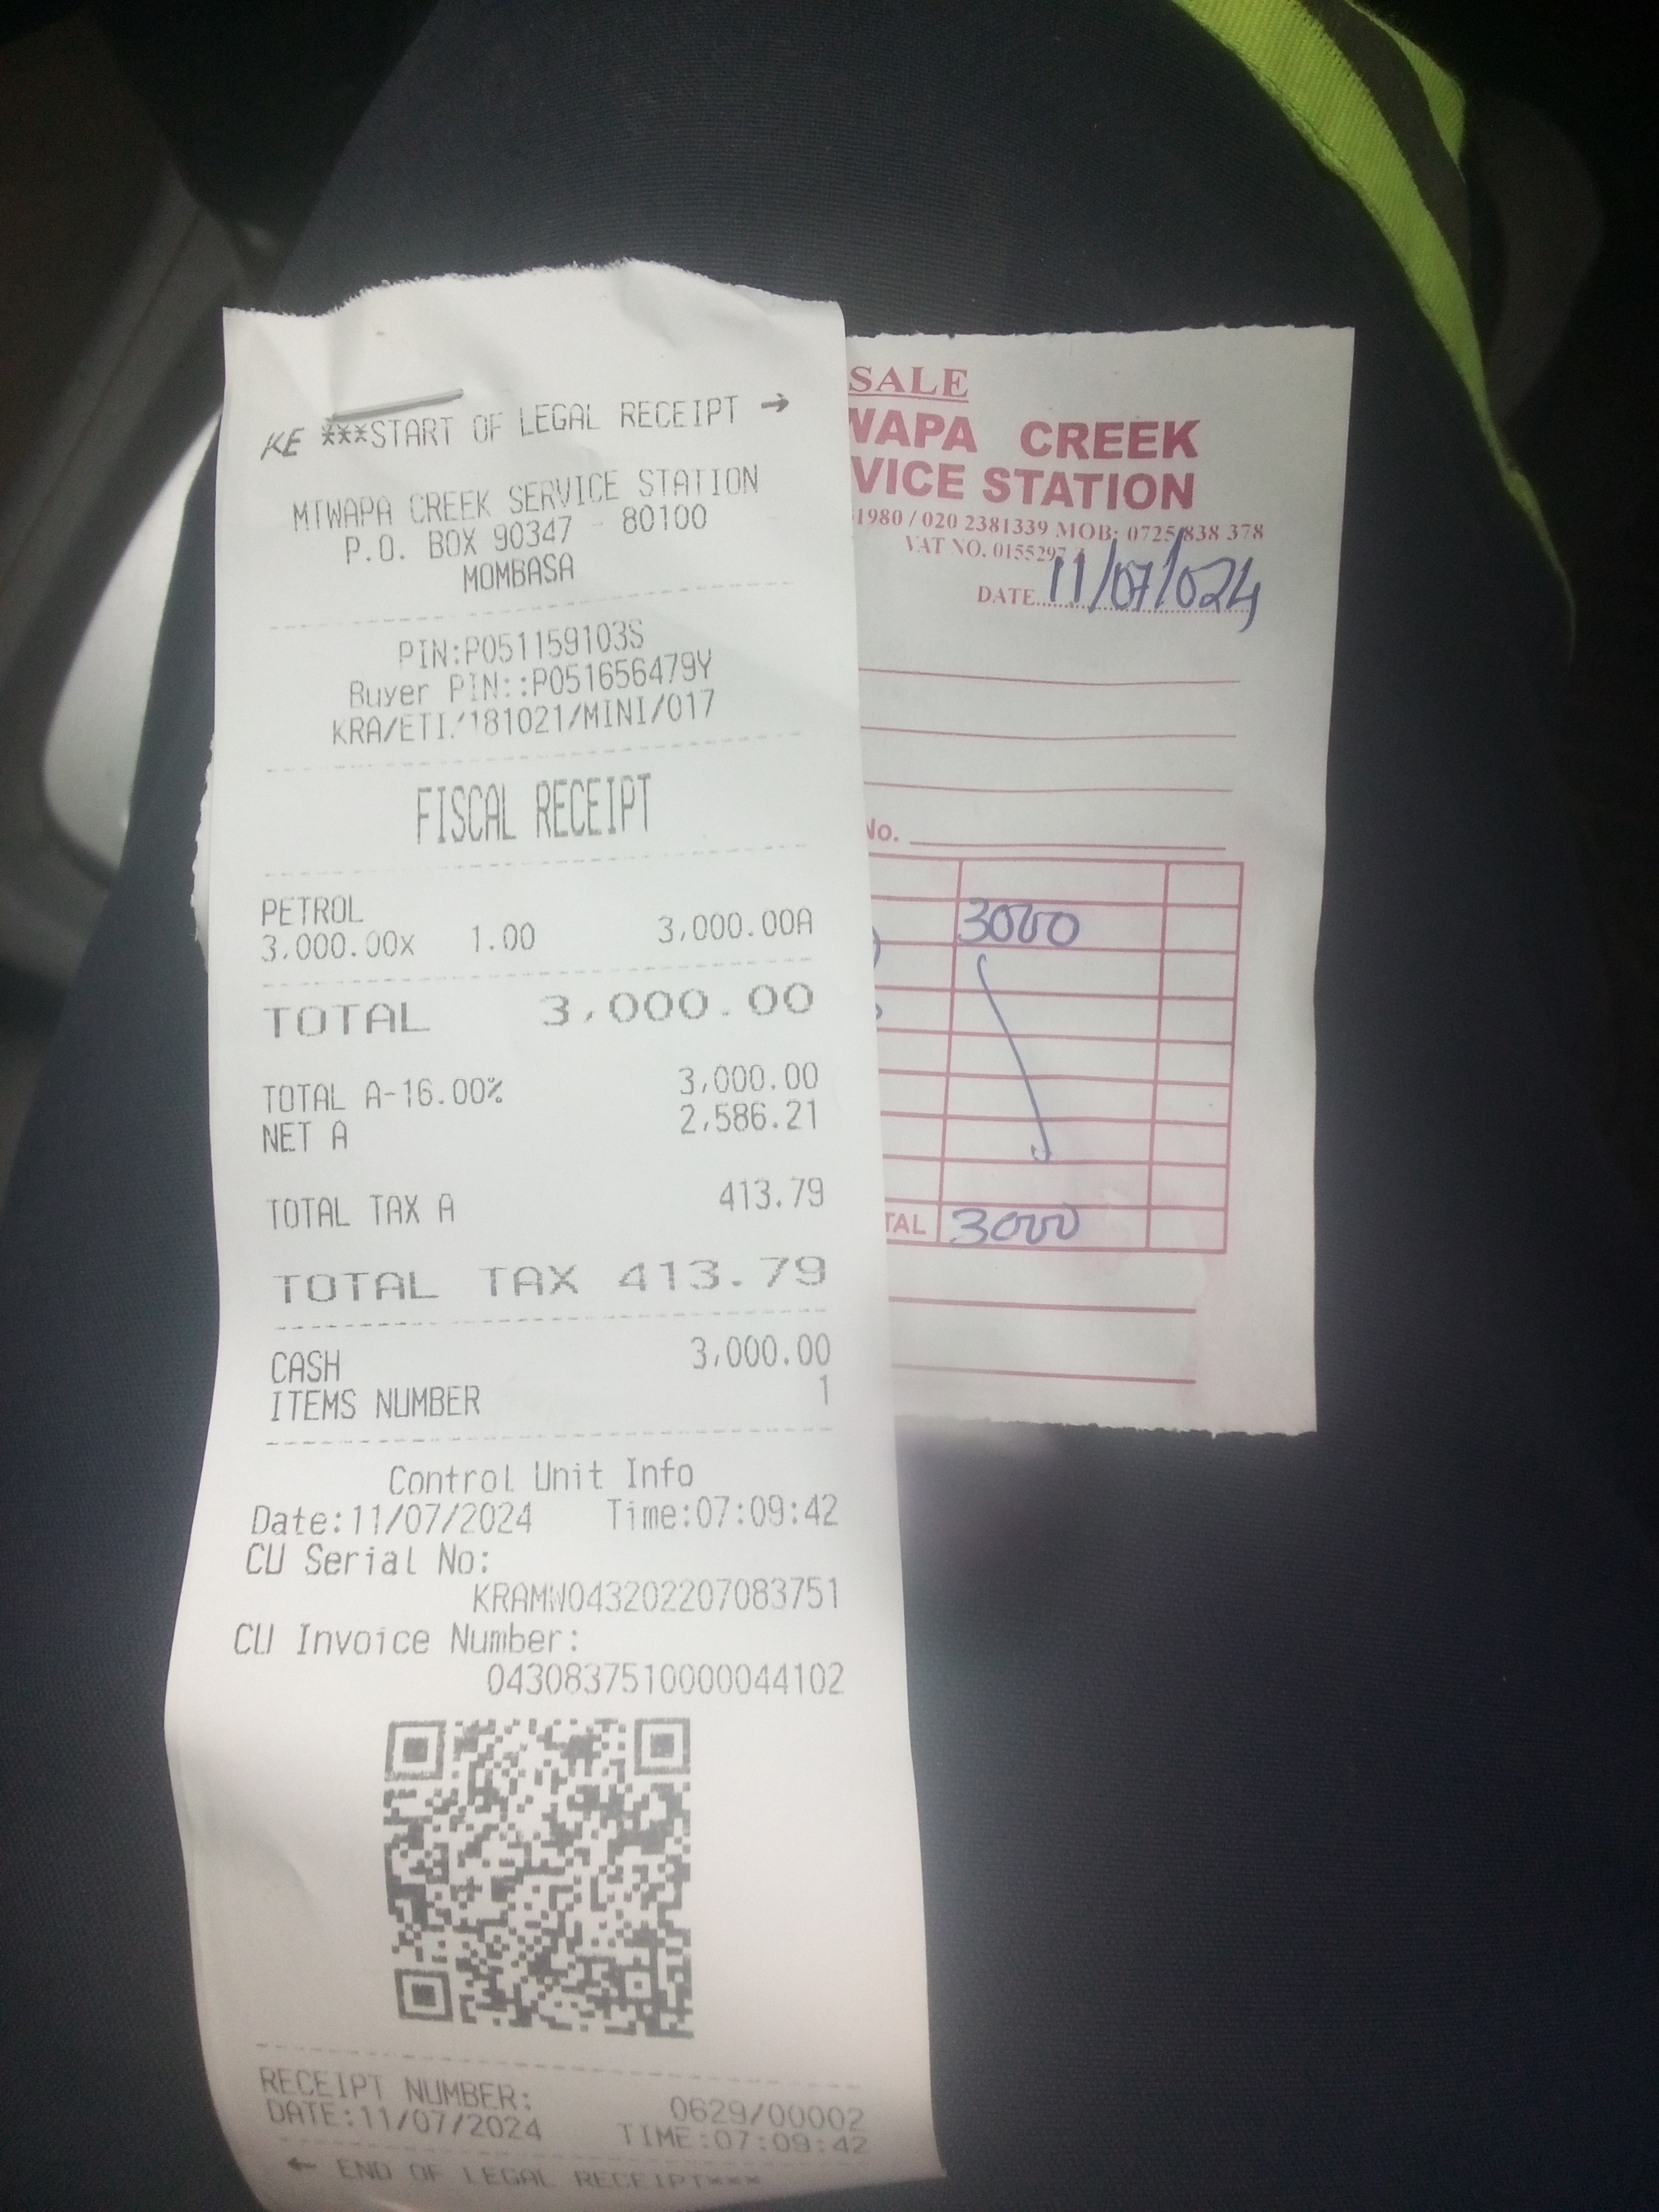 KE ***START OF LEGAL RECEIPT →
MTWAPA CREEK SERVICE STATION
P.O. BOX 90347 - 80100
MOMBASA
PIN:P051159103S
Buyer PIN::P051656479Y
KRA/ETI/181021/MINI/017
FISCAL RECEIPT
PETROL
3,000.00x 1.00 3,000.00A
TOTAL 3,000.00
TOTAL A-16.00% 3,000.00
NET A 2,586.21
TOTAL TAX A 413.79
TOTAL TAX 413.79
CASH 3,000.00
ITEMS NUMBER 1
Control Unit Info
Date:11/07/2024 Time:07:09:42
CU Serial No:
KRAMW043202207083751
CU Invoice Number:
0430837510000044102
RECEIPT NUMBER: 0629/00002
DATE:11/07/2024 TIME:07:09:42
← END OF LEGAL RECEIPT***
SALE
WAPA CREEK
VICE STATION
1980 / 020 2381339 MOB: 0725 838 378
VAT NO. 0155297
DATE 11/07/024
No.
3000
TAL 3000